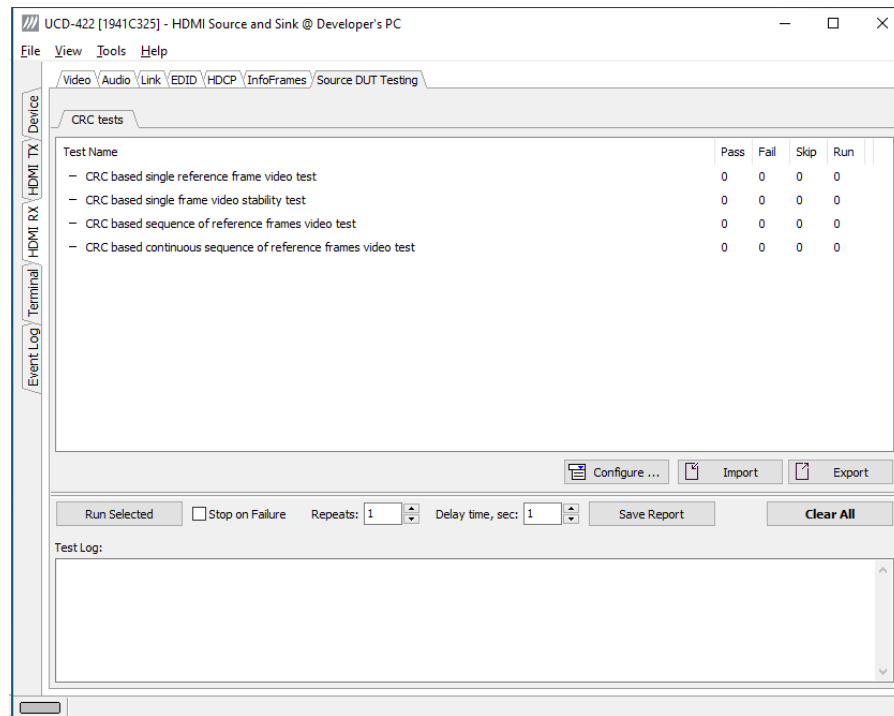 UCD-422 [1941C325] - HDMI Source and Sink @ Developer's PC
File View Tools Help
Video Audio Link EDID HDCP InfoFrames Source DUT Testing
Device
HDMI TX
HDMI RX
Terminal
Event Log
CRC tests
Test Name Pass Fail Skip Run
CRC based single reference frame video test 0 0 0 0
CRC based single frame video stability test 0 0 0 0
CRC based sequence of reference frames video test 0 0 0 0
CRC based continuous sequence of reference frames video test 0 0 0 0
Configure ... Import Export
Run Selected Stop on Failure Repeats: 1 Delay time, sec: 1 Save Report Clear All
Test Log: